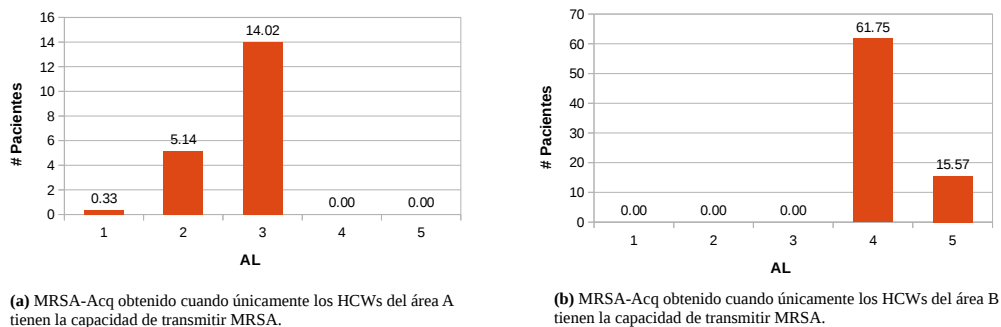 16
14
12
10
8
6
4
2
0
# Pacientes
0.33
5.14
14.02
0.00
0.00
1 2 3 4 5
AL
(a) MRSA-Acq obtenido cuando únicamente los HCWs del área A
tienen la capacidad de transmitir MRSA.
70
60
50
40
30
20
10
0
# Pacientes
0.00
0.00
0.00
61.75
15.57
1 2 3 4 5
AL
(b) MRSA-Acq obtenido cuando únicamente los HCWs del área B
tienen la capacidad de transmitir MRSA.